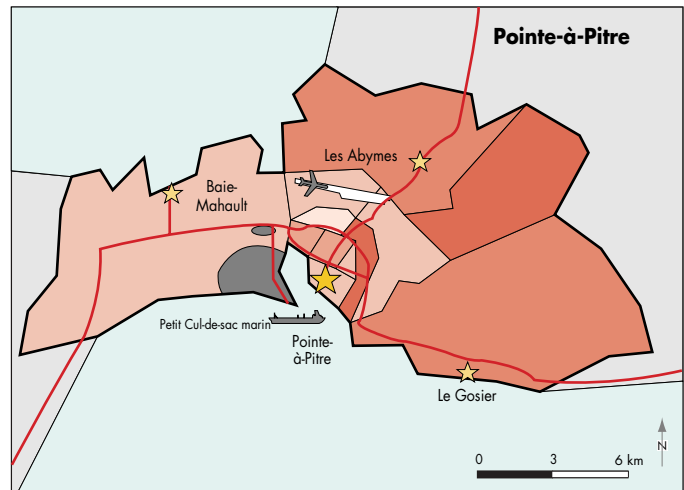 Pointe-à-Pitre
Les Abymes
Baie-
Mahault
Petit Cul-de-sac marin
Pointe-
à-Pitre
Le Gosier
N
0 3 6 km